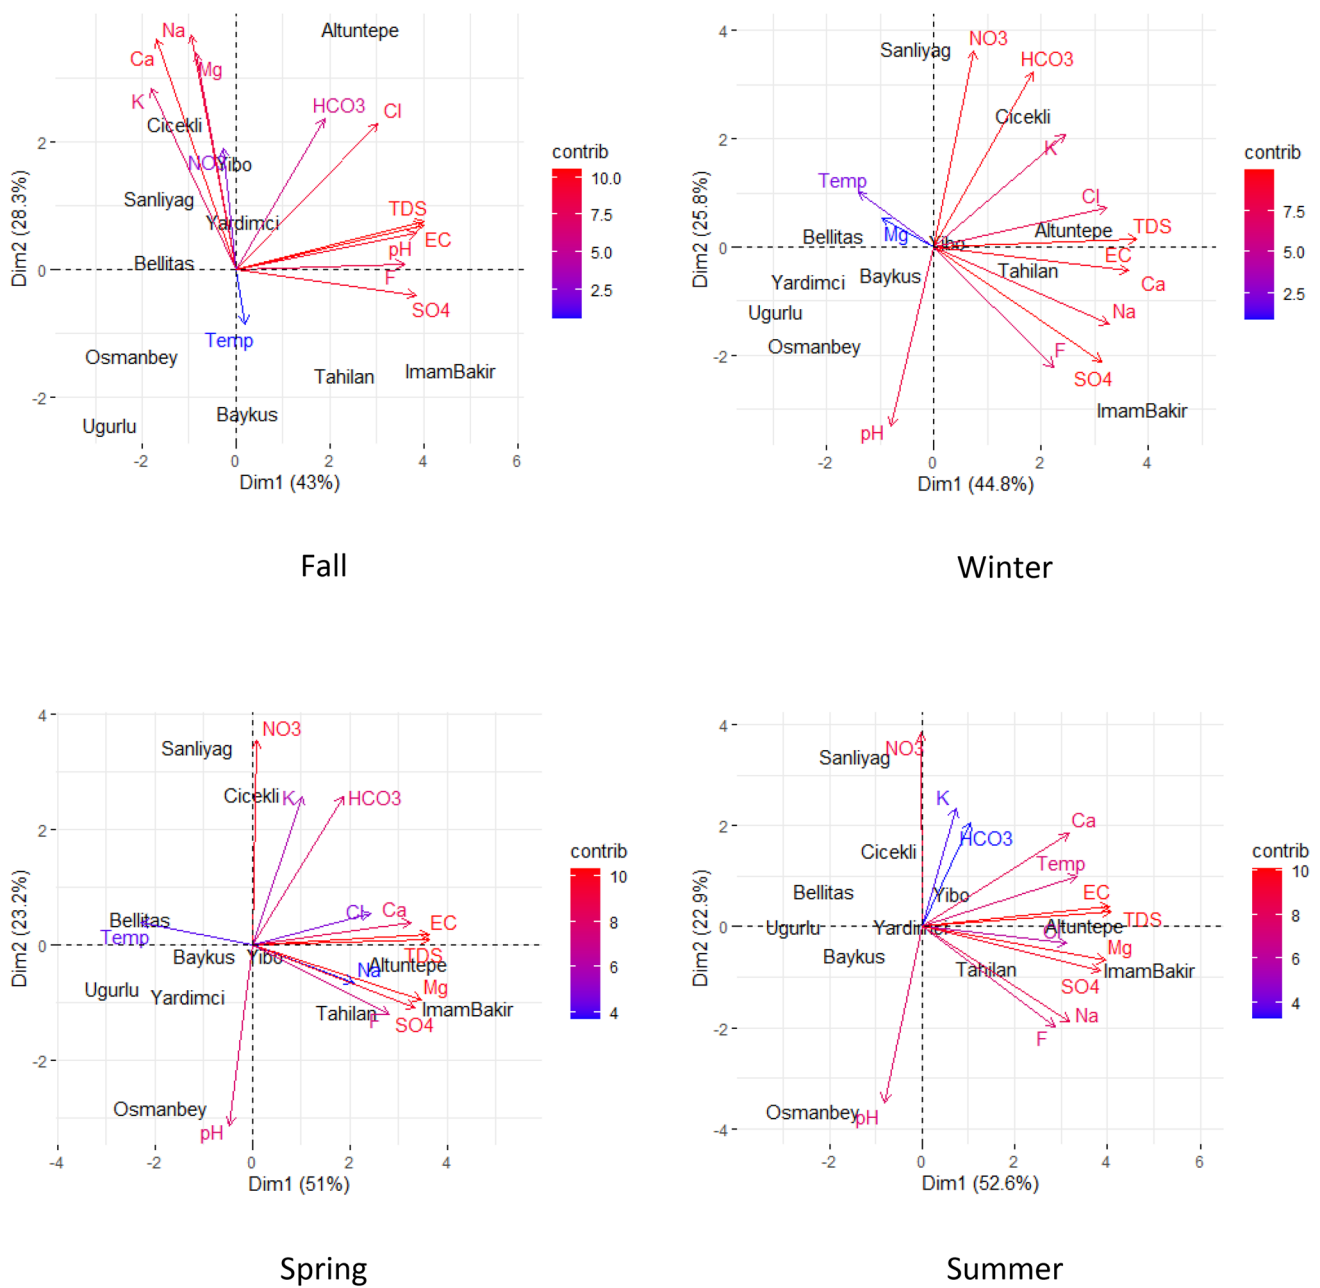 Na
Altuntepe
Ca
Mg
K
HCO3
Cl
Cicekli
NO3
Yibo
Sanliyag
TDS
Yardimci
EC
pH
Bellitas
F
SO4
Temp
Osmanbey
Tahilan
ImamBakir
Baykus
Ugurlu
2
0
-2
-2
0
2
4
6
Dim1 (43%)
Dim2 (28.3%)
contrib
10.0
7.5
5.0
2.5
Fall
4
NO3
Sanliyag
HCO3
Cicekli
2
K
Temp
Cl
Altuntepe
TDS
Mg
Bellitas
0
EC
Baykus
Tahilan
Ca
Yardimci
Ugurlu
Na
Osmanbey
F
-2
SO4
ImamBakir
pH
-2
0
2
4
Dim1 (44.8%)
Dim2 (25.8%)
contrib
7.5
5.0
2.5
Winter
4
NO3
Sanliyag
Cicekli
K
HCO3
2
Cl
Ca
Bellitas
EC
Temp
0
Baykus
Yibo
TDS
Na
Altuntepe
Ugurlu
Yardimci
Mg
Tahilan
ImamBakir
F
SO4
-2
Osmanbey
pH
-4
-2
0
2
4
Dim1 (51%)
Dim2 (23.2%)
contrib
10
8
6
4
Spring
4
NO3
Sanliyag
K
Ca
2
HCO3
Cicekli
Temp
Bellitas
Yibo
EC
TDS
0
Ugurlu
Altuntepe
Cl
Mg
Baykus
Tahilan
ImamBakir
SO4
Na
F
-2
Osmanbey
pH
-4
-2
0
2
4
6
Dim1 (52.6%)
Dim2 (22.9%)
contrib
10
8
6
4
Summer